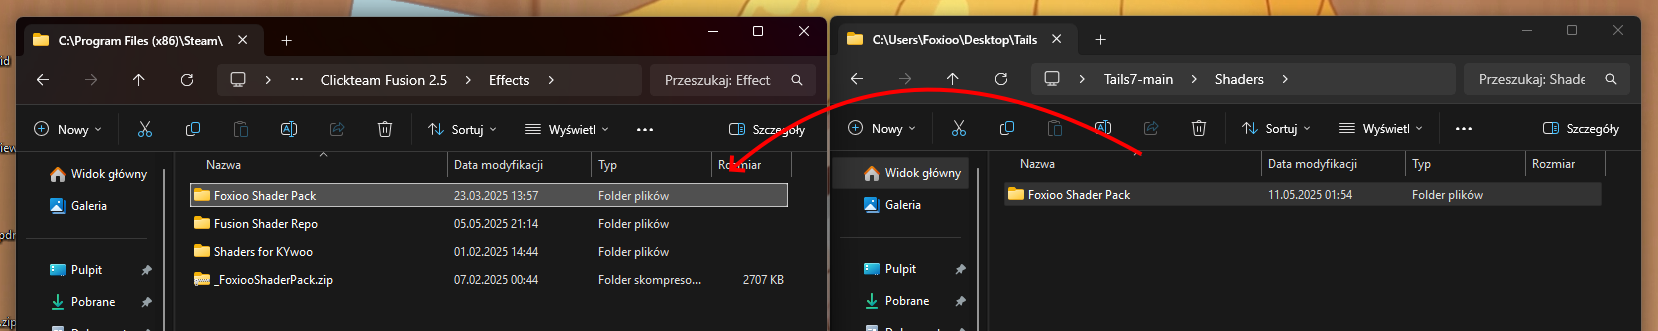 C:\Program Files (x86)\Steam\
Clickteam Fusion 2.5 Effects
Przeszukaj: Effect
Nowy Sortuj Wyświetl Szczegóły
Nazwa Data modyfikacji Typ Rozmiar
Widok główny
Galeria
Pulpit
Pobrane
Foxioo Shader Pack 23.03.2025 13:57 Folder plików
Fusion Shader Repo 05.05.2025 21:14 Folder plików
Shaders for KYwoo 01.02.2025 14:44 Folder plików
_FoxiooShaderPack.zip 07.02.2025 00:44 Folder skompreso... 2707 KB
C:\Users\Foxioo\Desktop\Tails
Tails7-main Shaders
Przeszukaj: Shade
Nowy Sortuj Wyświetl Szczegóły
Nazwa Data modyfikacji Typ Rozmiar
Widok główny
Galeria
Pulpit
Pobrane
Foxioo Shader Pack 11.05.2025 01:54 Folder plików
id
iew
pdn
.zip